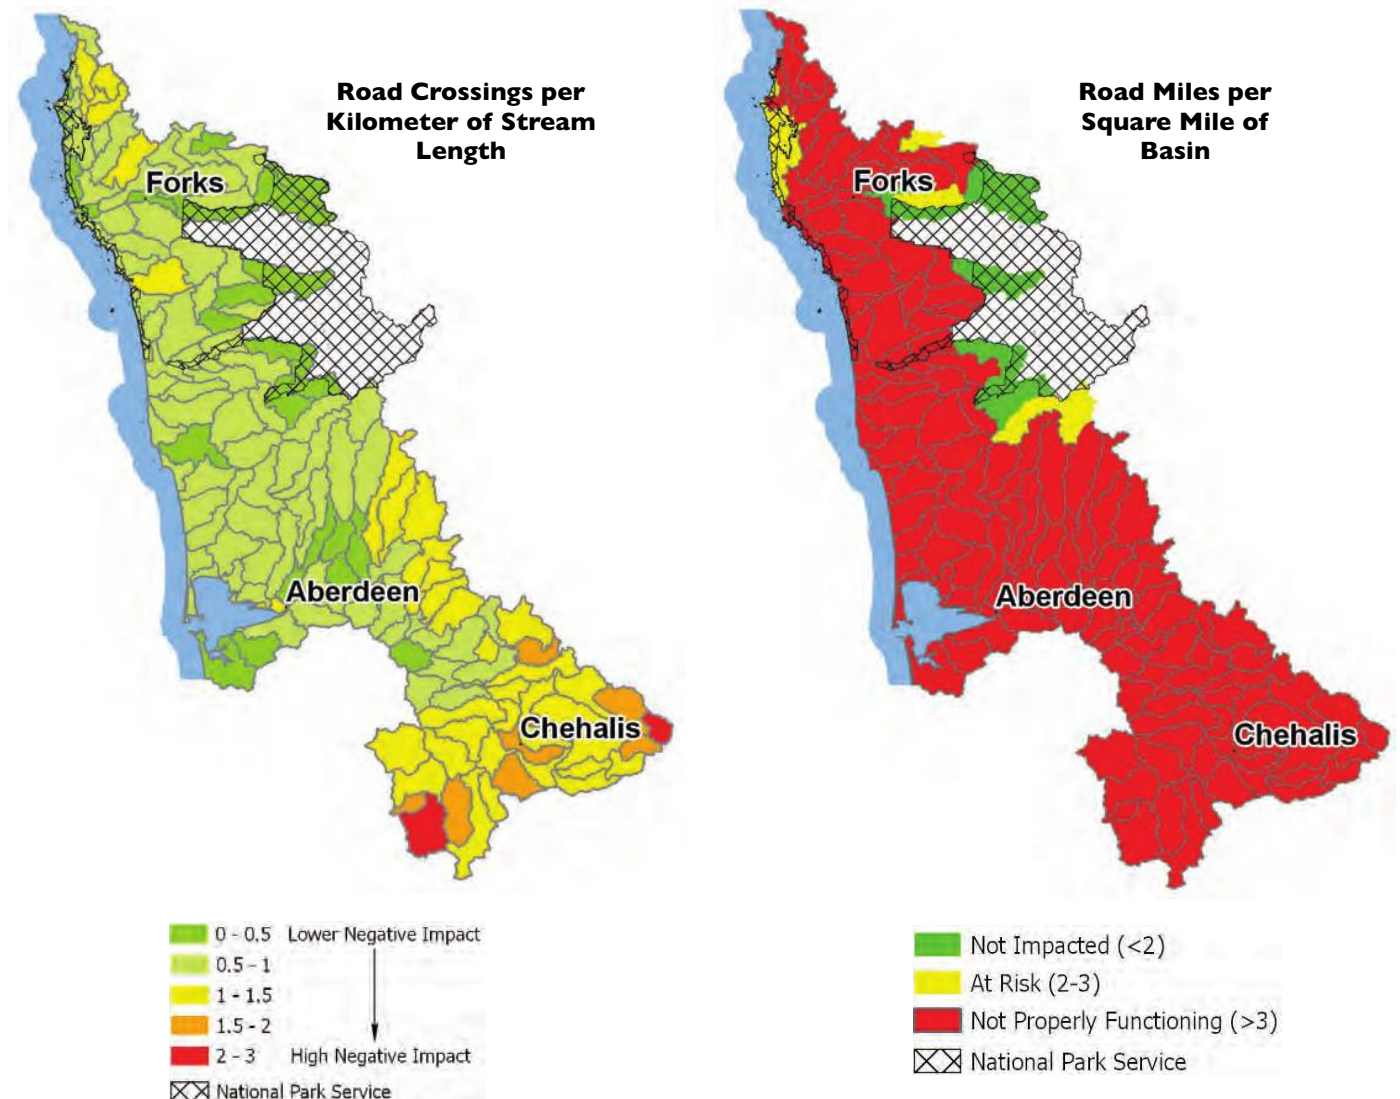 Road Crossings per
Kilometer of Stream
Length
Forks
Aberdeen
Chehalis
0 - 0.5 Lower Negative Impact
0.5 - 1
1 - 1.5
1.5 - 2
2 - 3 High Negative Impact
National Park Service
Road Miles per
Square Mile of
Basin
Forks
Aberdeen
Chehalis
Not Impacted (<2)
At Risk (2-3)
Not Properly Functioning (>3)
National Park Service